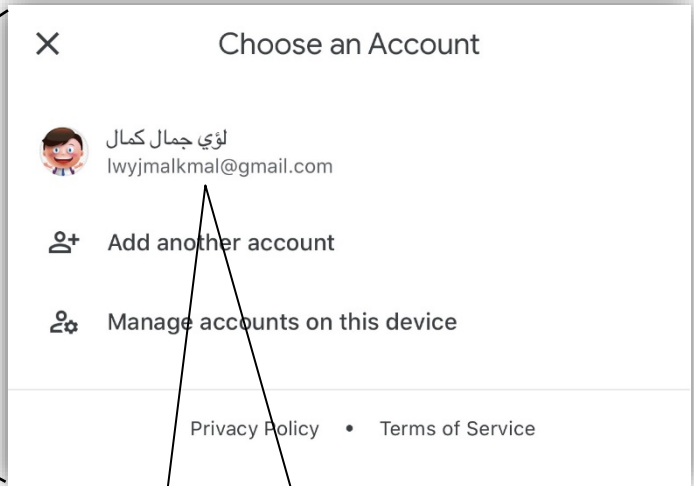 Choose an Account
لؤي جمال كمال
lwyjmalkmal@gmail.com
Add another account
Manage accounts on this device
Privacy Policy • Terms of Service